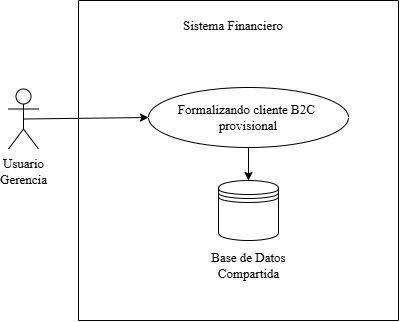 Sistema Financiero
Formalizando cliente B2C
provisional
Usuario
Gerencia
Base de Datos
Compartida